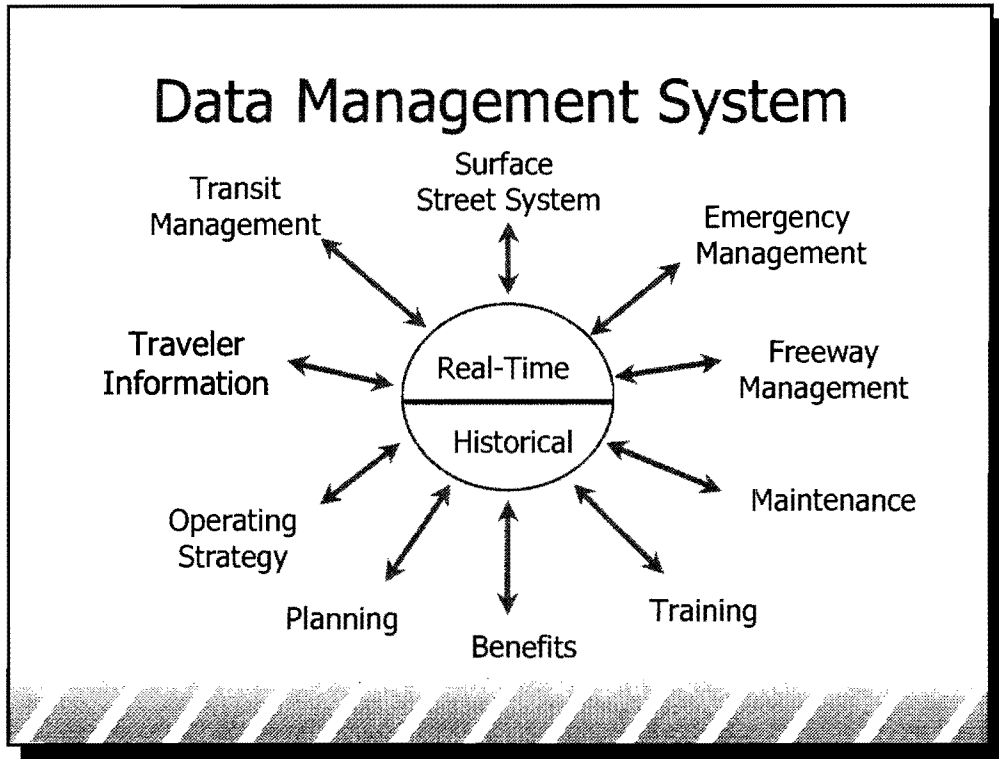 Data Management System
Surface
Street System
Transit
Management
Emergency
Management
Traveler
Information
Real-Time
Freeway
Management
Historical
Maintenance
Operating
Strategy
Planning
Benefits
Training